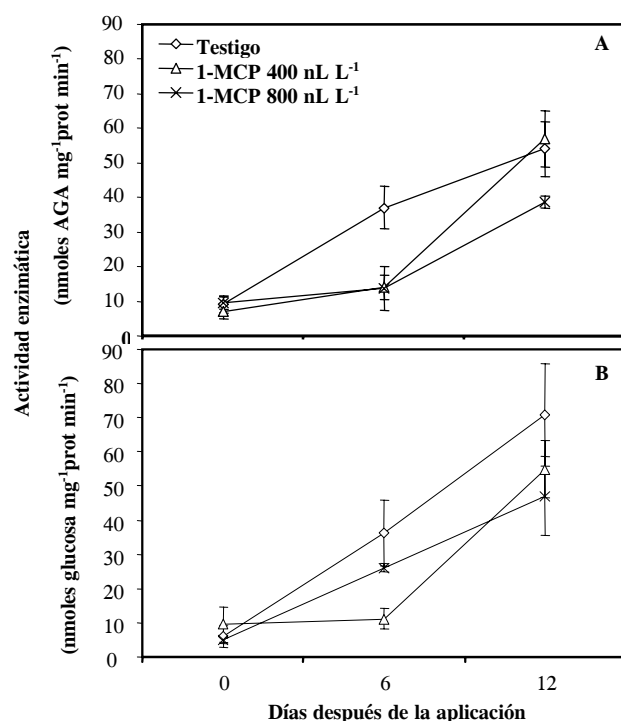 90
80
70
60
50
40
30
20
10
0
A
Testigo
1-MCP 400 nL L-1
1-MCP 800 nL L-1
Actividad enzimática
(nmoles AGA mg-1prot min-1)
90
80
70
60
50
40
30
20
10
0
B
(nmoles glucosa mg-1prot min-1)
0 6 12
Días después de la aplicación